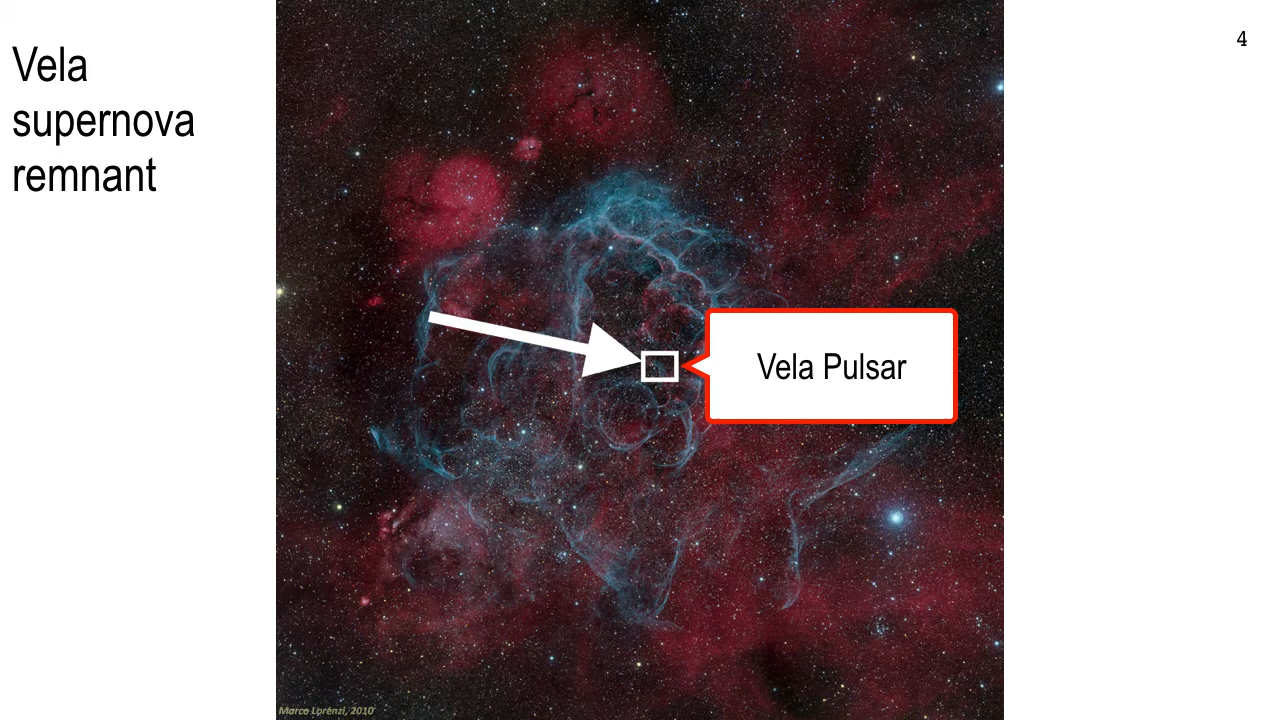 Vela
supernova
remnant
4
Vela Pulsar
Marco Lorenzi, 2010